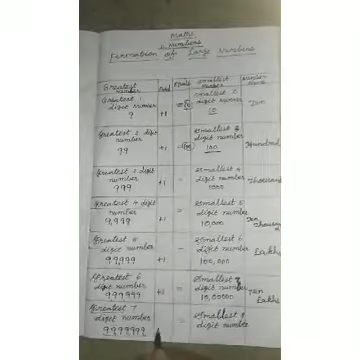 Maths
Numbers
Formation of Large Numbers
Greatest number Add Equals Smallest number Number name
Greatest digit number 9 +1 = 10 Smallest 2 digit number 10 Ten
Greatest 2 digit number 99 +1 = 100 Smallest 3 digit number 100 Hundred
Greatest 3 digit number 999 +1 = Smallest 4 digit number 1000 Thousand
Greatest 4 digit number 9,999 +1 = Smallest 5 digit number 10,000 Ten thousand
Greatest 5 digit number 99,999 +1 = Smallest 6 digit number 100,000 Lakhs
Greatest 6 digit number 999999 +1 = Smallest 7 digit number 10,00000 Ten Lakhs
Greatest 7 digit number 9999999 = Smallest 8 digit number